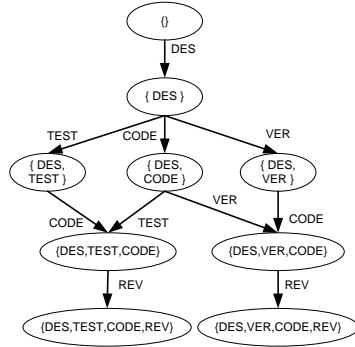 {}
DES
{ DES }
TEST
CODE
VER
{ DES,
TEST }
{ DES,
CODE }
{ DES,
VER }
CODE
TEST
VER
CODE
{DES,TEST,CODE}
{DES,VER,CODE}
REV
REV
{DES,TEST,CODE,REV}
{DES,VER,CODE,REV}